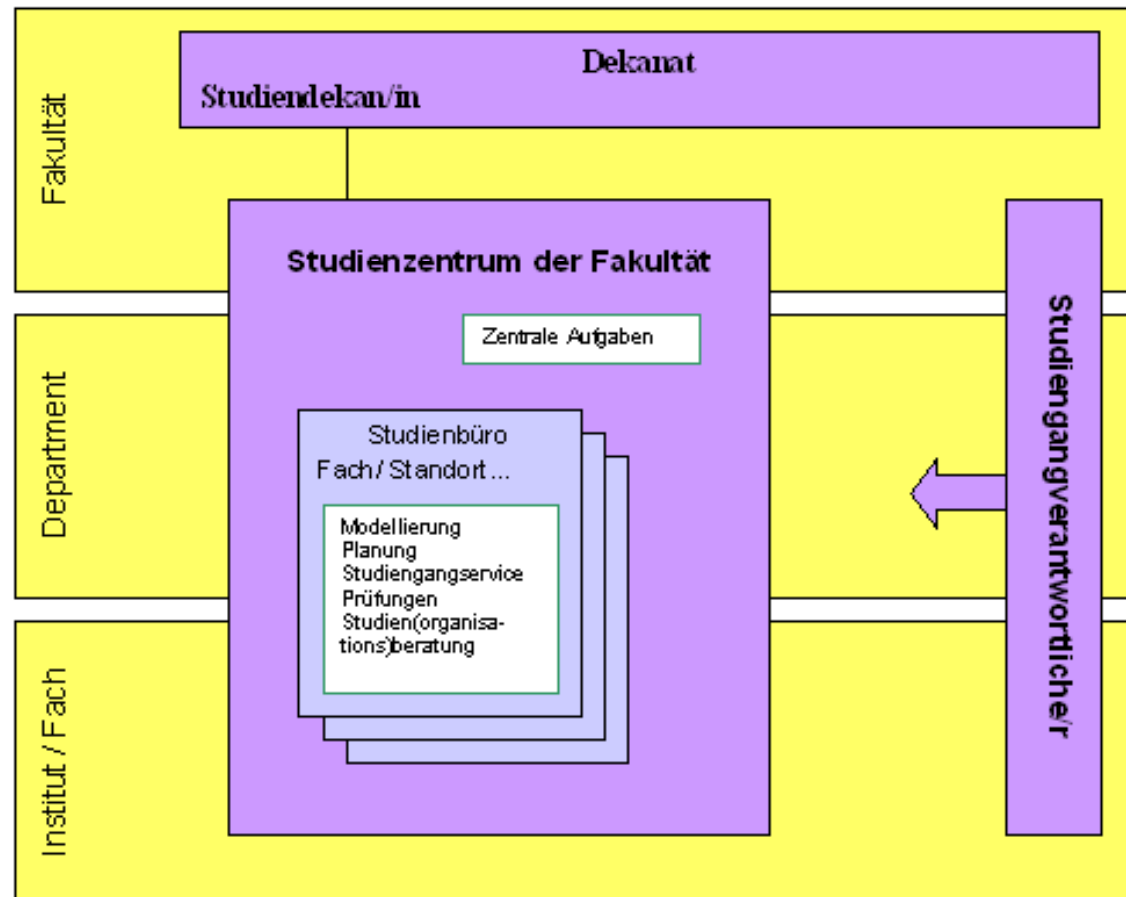 Fakultät
Dekanat
Studiendekan/in
Studienzentrum der Fakultät
Zentrale Aufgaben
Department
Studienbüro
Fach/ Standort ...
Modellierung
Planung
Studiengangservice
Prüfungen
Studien(organisa-
tions)beratung
Institut / Fach
Studiengangverantwortliche/r